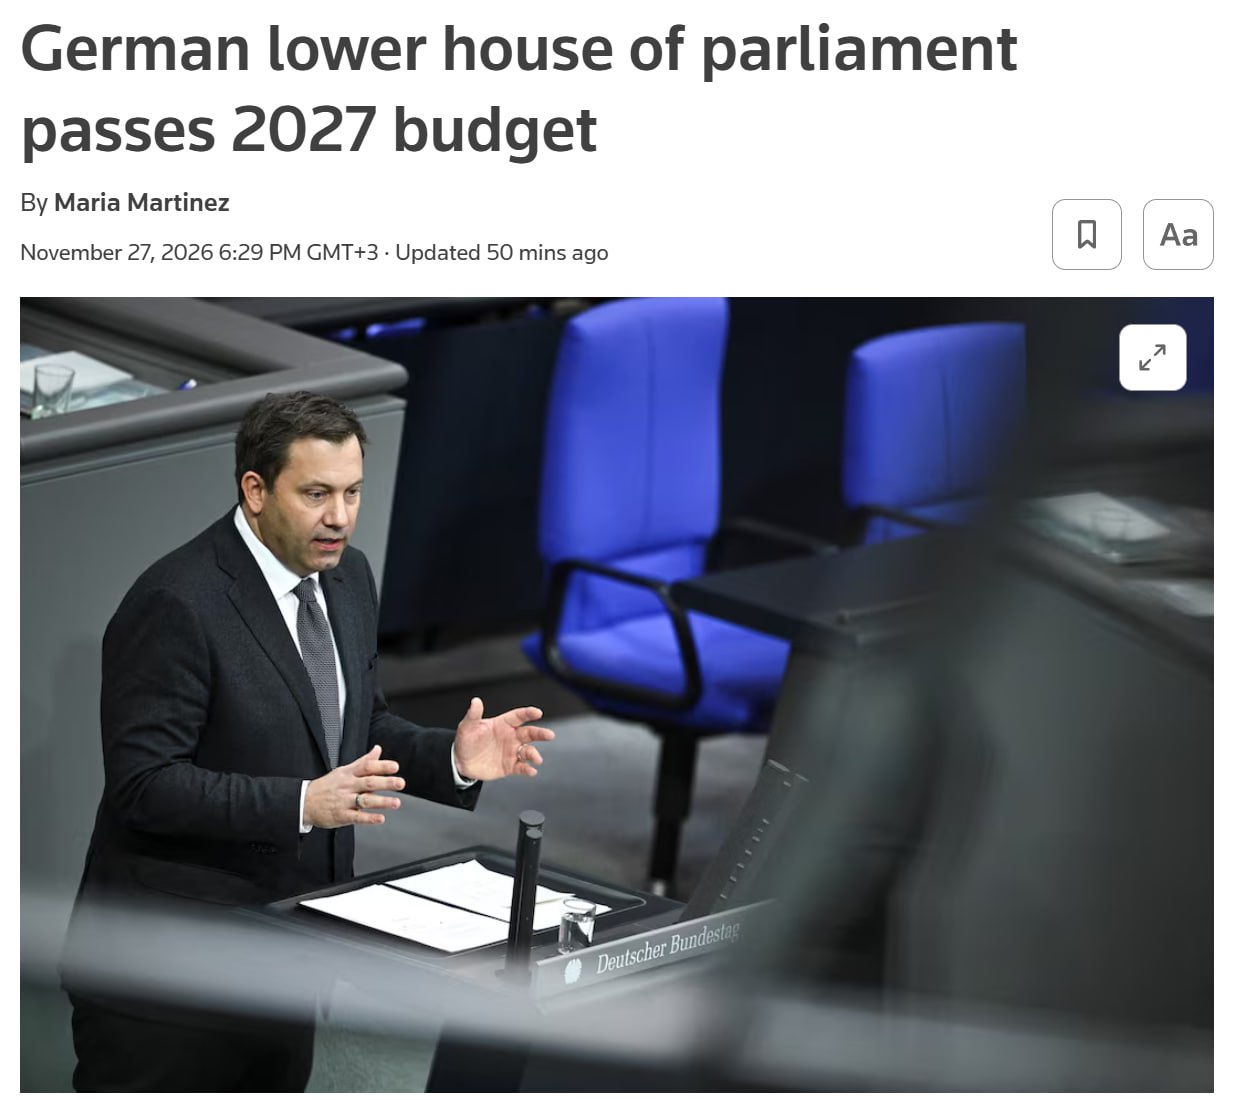 German lower house of parliament
passes 2027 budget
By Maria Martinez
November 27, 2026 6:29 PM GMT+3 · Updated 50 mins ago
Aa
Deutscher Bundestag